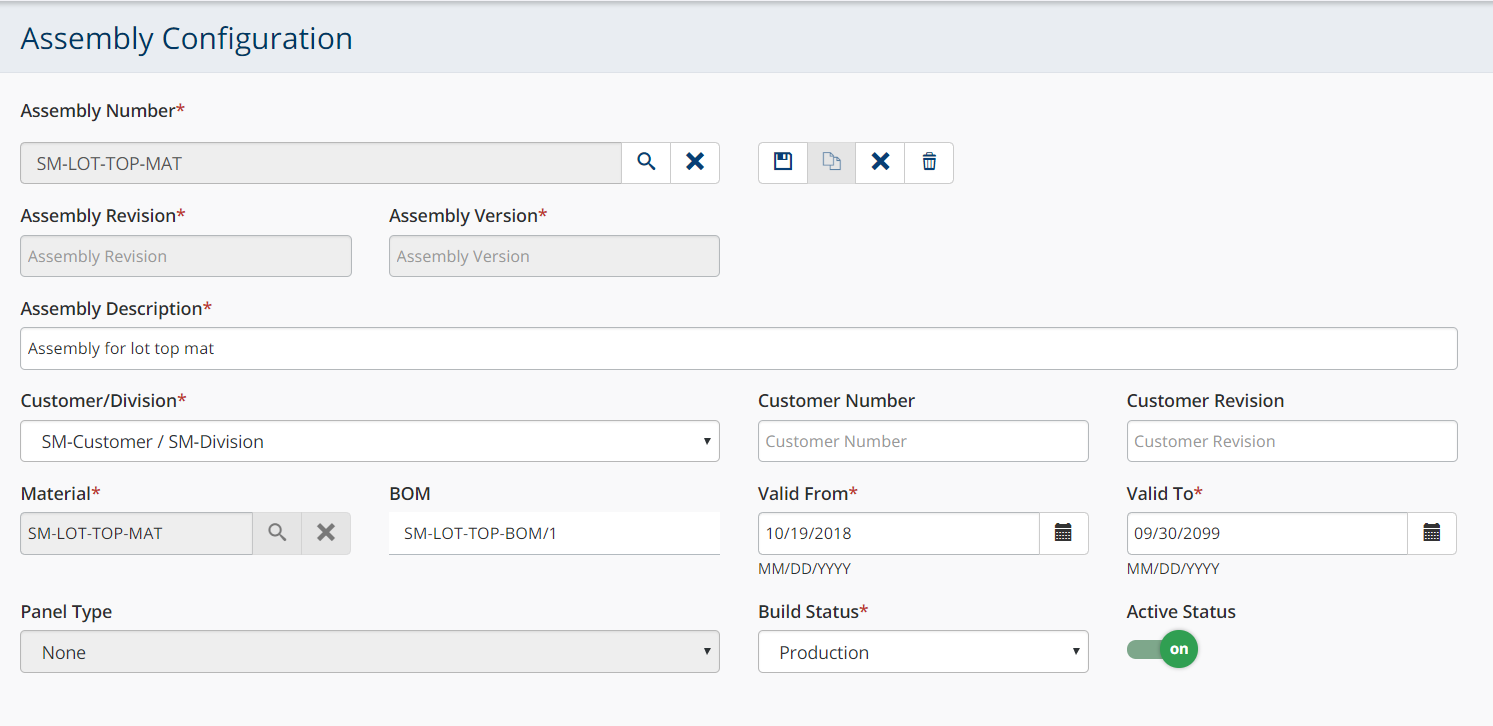 Assembly Configuration
Assembly Number*
SM-LOT-TOP-MAT
Assembly Revision* Assembly Version*
Assembly Revision Assembly Version
Assembly Description*
Assembly for lot top mat
Customer/Division* Customer Number Customer Revision
SM-Customer / SM-Division Customer Number Customer Revision
Material* BOM Valid From* Valid To*
SM-LOT-TOP-MAT SM-LOT-TOP-BOM/1 10/19/2018 09/30/2099
MM/DD/YYYY MM/DD/YYYY
Panel Type Build Status* Active Status
None Production on